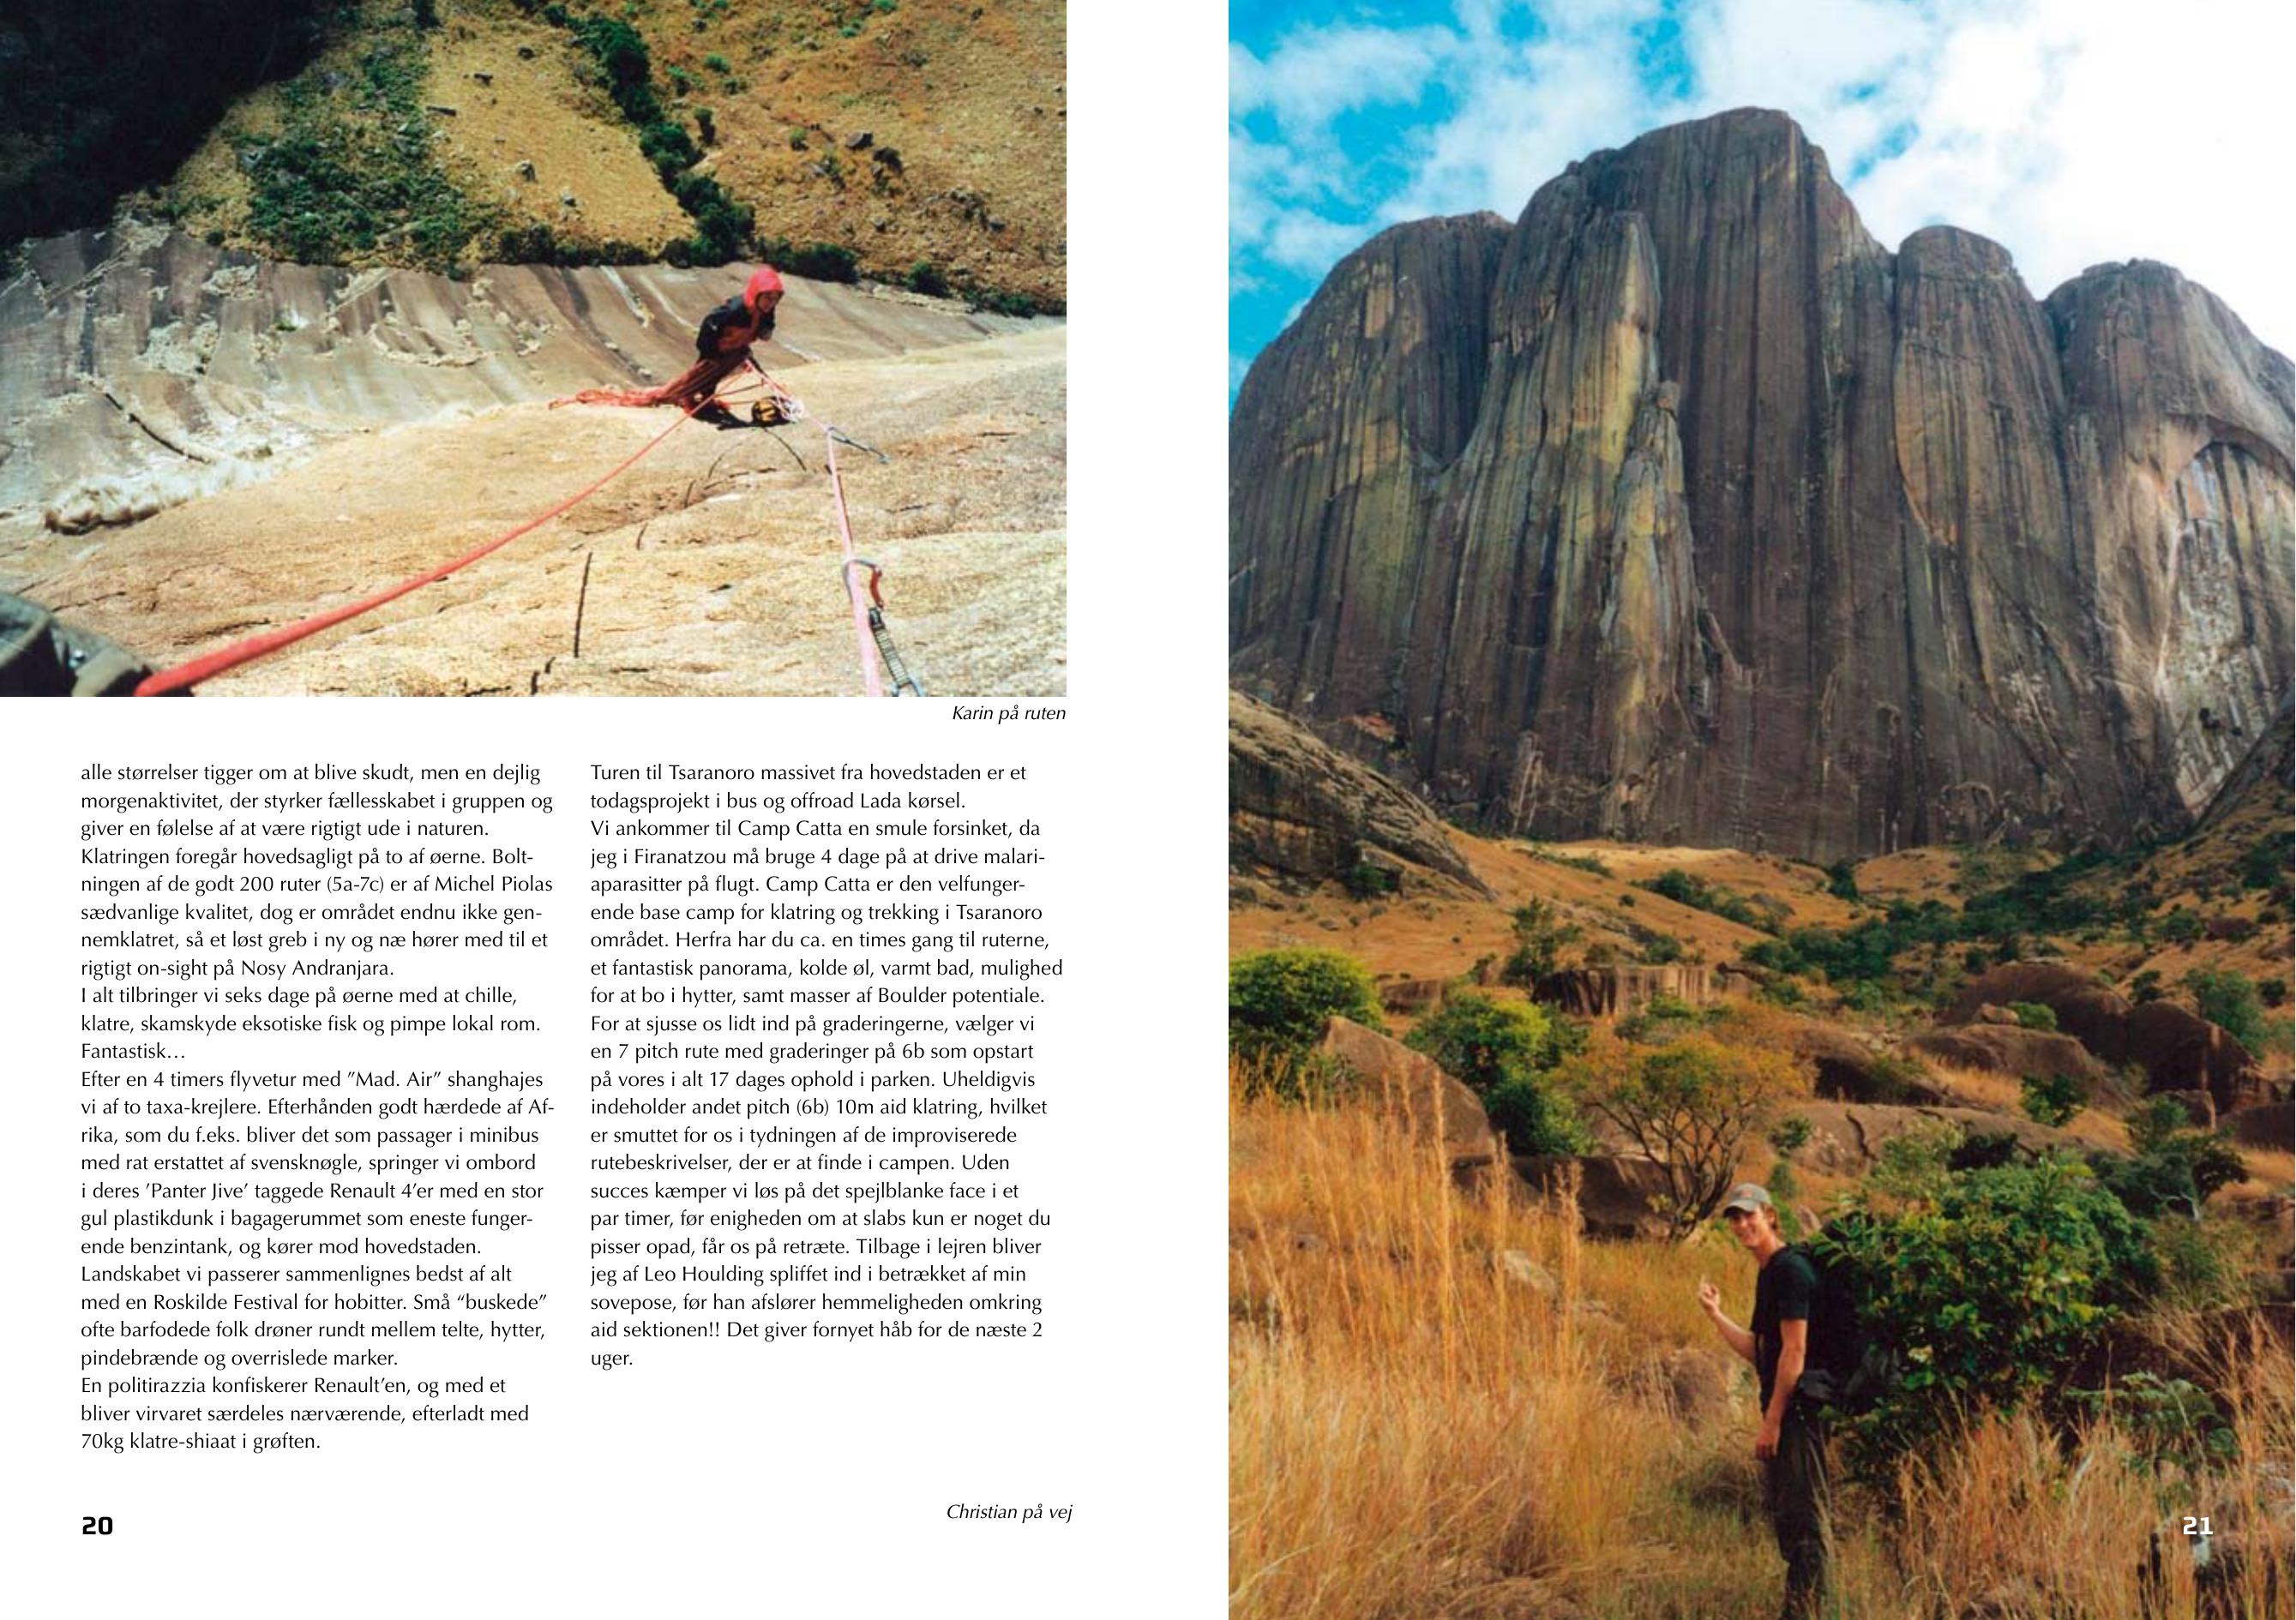 Karin på ruten
alle størrelser tigger om at blive skudt, men en dejlig
morgenaktivitet, der styrker fællesskabet i gruppen og
giver en følelse af at være rigtigt ude i naturen.
Klatringen foregår hovedsagligt på to af øerne. Bolt-
ningen af de godt 200 ruter (5a-7c) er af Michel Piolas
sædvanlige kvalitet, dog er området endnu ikke gen-
nemklatret, så et løst greb i ny og næ hører med til et
rigtigt on-sight på Nosy Andranjara.
I alt tilbringer vi seks dage på øerne med at chille,
klatre, skamskyde eksotiske fisk og pimpe lokal rom.
Fantastisk…
Efter en 4 timers flyvetur med ”Mad. Air” shanghajes
vi af to taxa-krejlere. Efterhånden godt hærdede af Af-
rika, som du f.eks. bliver det som passager i minibus
med rat erstattet af svensknøgle, springer vi ombord
i deres ’Panter Jive’ taggede Renault 4’er med en stor
gul plastikdunk i bagagerummet som eneste funger-
ende benzintank, og kører mod hovedstaden.
Landskabet vi passerer sammenlignes bedst af alt
med en Roskilde Festival for hobitter. Små “buskede”
ofte barfodede folk drøner rundt mellem telte, hytter,
pindebrænde og overrislede marker.
En politirazzia konfiskerer Renault’en, og med et
bliver virvaret særdeles nærværende, efterladt med
70kg klatre-shiaat i grøften.
Turen til Tsaranoro massivet fra hovedstaden er et
todagsprojekt i bus og offroad Lada kørsel.
Vi ankommer til Camp Catta en smule forsinket, da
jeg i Firanatzou må bruge 4 dage på at drive malari-
aparasitter på flugt. Camp Catta er den velfunger-
ende base camp for klatring og trekking i Tsaranoro
området. Herfra har du ca. en times gang til ruterne,
et fantastisk panorama, kolde øl, varmt bad, mulighed
for at bo i hytter, samt masser af Boulder potentiale.
For at sjusse os lidt ind på graderingerne, vælger vi
en 7 pitch rute med graderinger på 6b som opstart
på vores i alt 17 dages ophold i parken. Uheldigvis
indeholder andet pitch (6b) 10m aid klatring, hvilket
er smuttet for os i tydningen af de improviserede
rutebeskrivelser, der er at finde i campen. Uden
succes kæmper vi løs på det spejlblanke face i et
par timer, før enigheden om at slabs kun er noget du
pisser opad, får os på retræte. Tilbage i lejren bliver
jeg af Leo Houlding spliffet ind i betrækket af min
sovepose, før han afslører hemmeligheden omkring
aid sektionen!! Det giver fornyet håb for de næste 2
uger.
Christian på vej
20
21